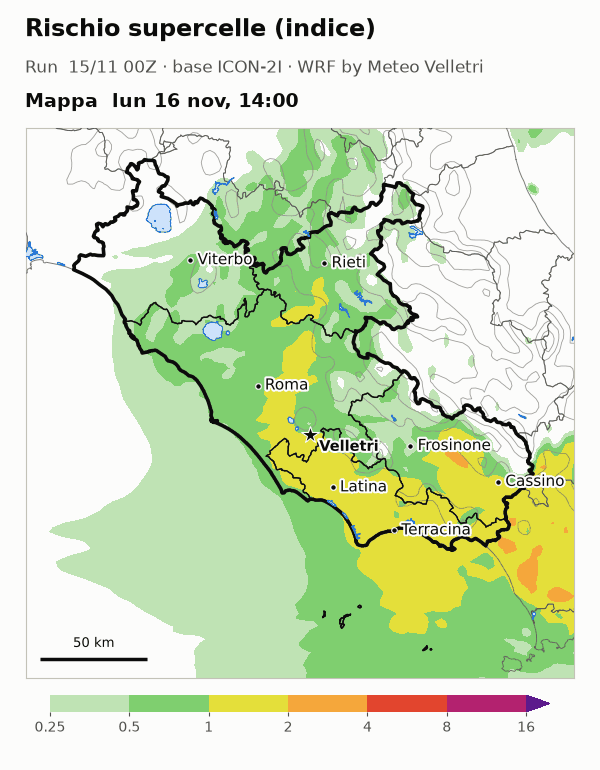 Rischio supercelle (indice)
Run  15/11 00Z · base ICON-2I · WRF by Meteo Velletri
Mappa  lun 16 nov, 14:00
Viterbo
Rieti
Roma
Velletri
Frosinone
Latina
Cassino
Terracina
50 km
0.25 0.5 1 2 4 8 16